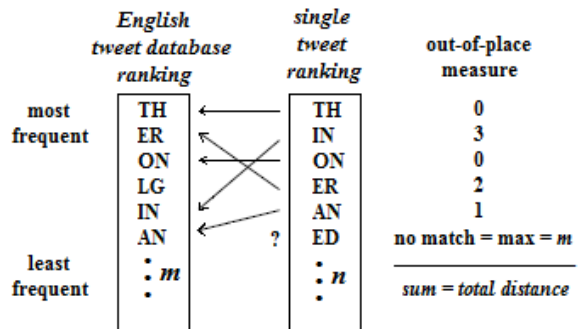 English
tweet database
ranking
single
tweet
ranking
out-of-place
measure
most
frequent
least
frequent
TH
ER
ON
LG
IN
AN
m
TH
IN
ON
ER
AN
? ED
n
0
3
0
2
1
no match = max = m
sum = total distance